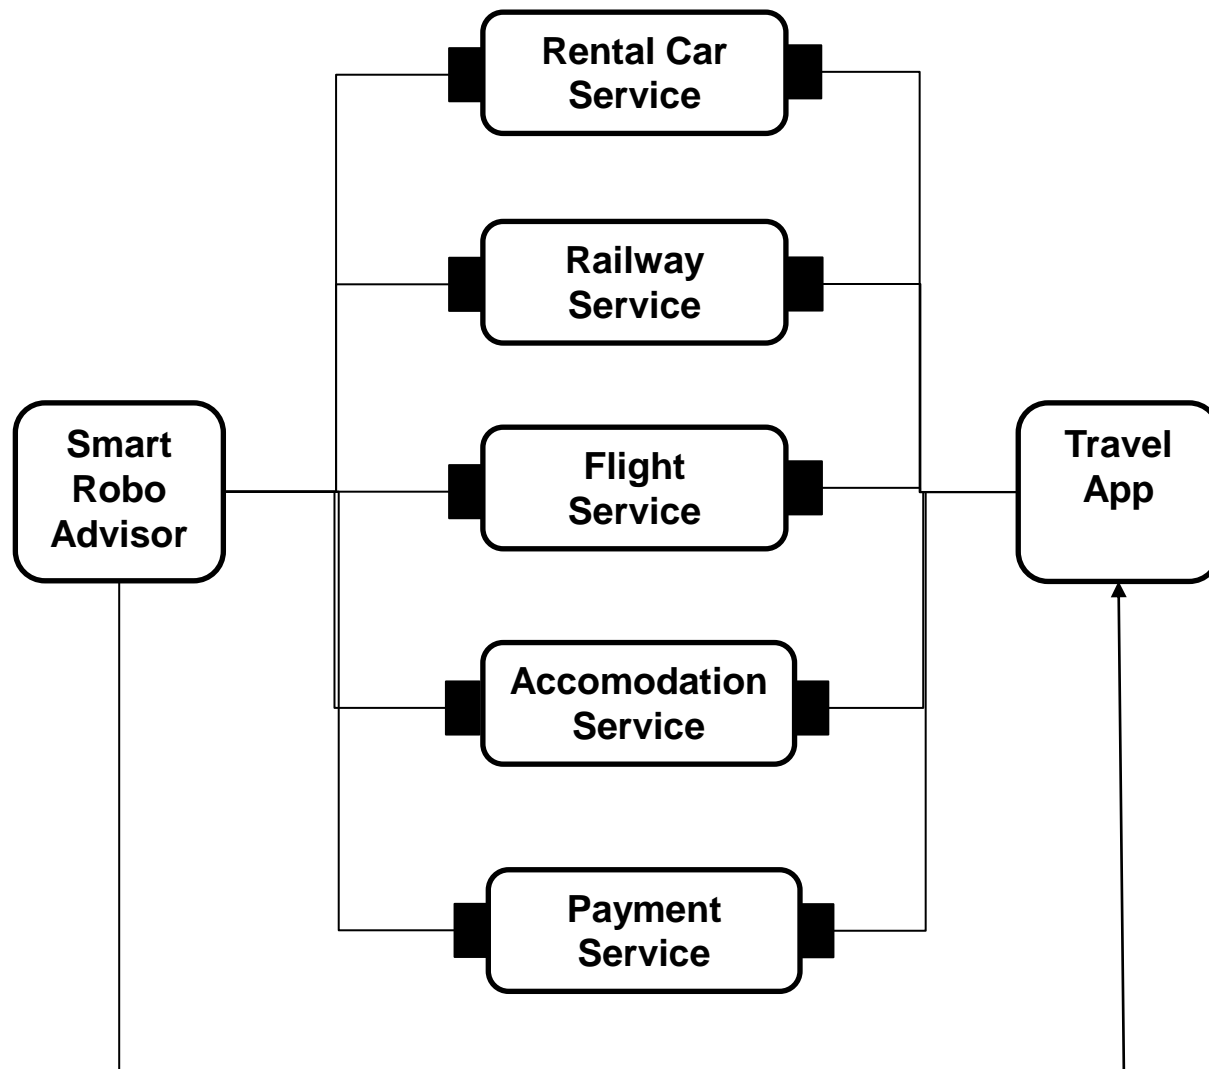 Rental Car
Service
Railway
Service
Smart
Robo
Advisor
Flight
Service
Travel
App
Accomodation
Service
Payment
Service